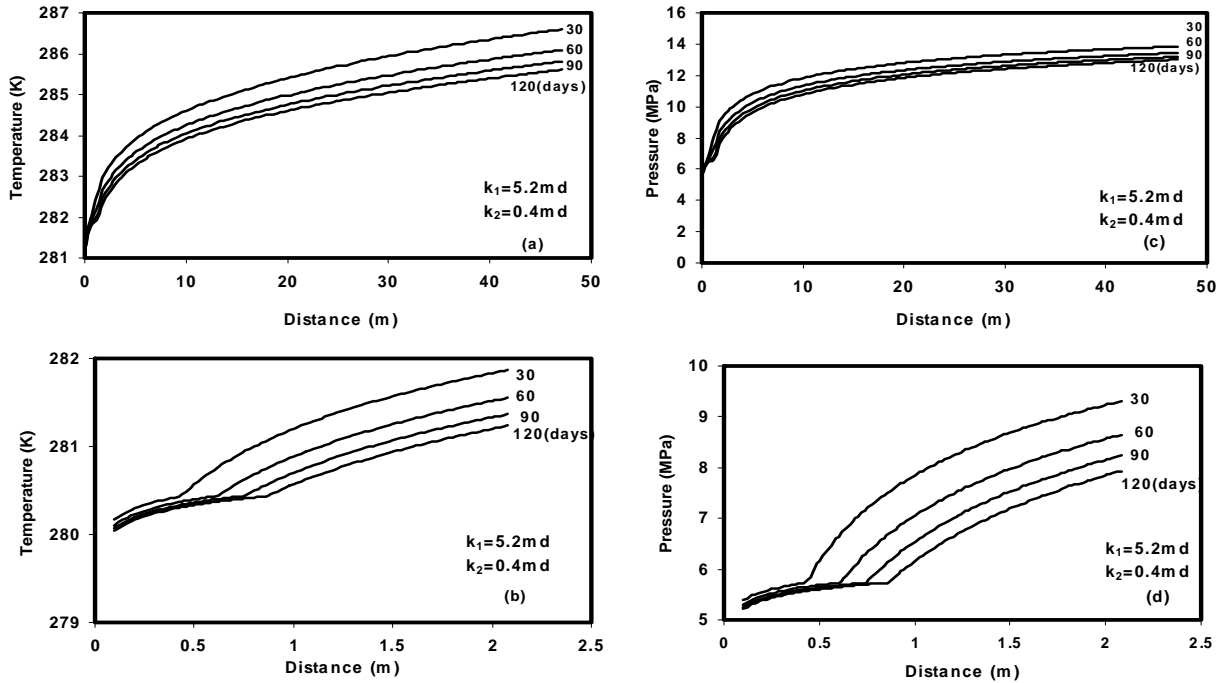 287
286
285
284
283
282
281
Temperature (K)
0 10 20 30 40 50
Distance (m)
30
60
90
120(days)
k₁=5.2md
k₂=0.4md
(a)
16
14
12
10
8
6
4
2
0
Pressure (MPa)
0 10 20 30 40 50
Distance (m)
30
60
90
120(days)
k₁=5.2md
k₂=0.4md
(c)
282
281
280
279
Temperature (K)
0 0.5 1 1.5 2 2.5
Distance (m)
30
60
90
120(days)
k₁=5.2md
k₂=0.4md
(b)
10
9
8
7
6
5
Pressure (MPa)
0 0.5 1 1.5 2 2.5
Distance (m)
30
60
90
120(days)
k₁=5.2md
k₂=0.4md
(d)